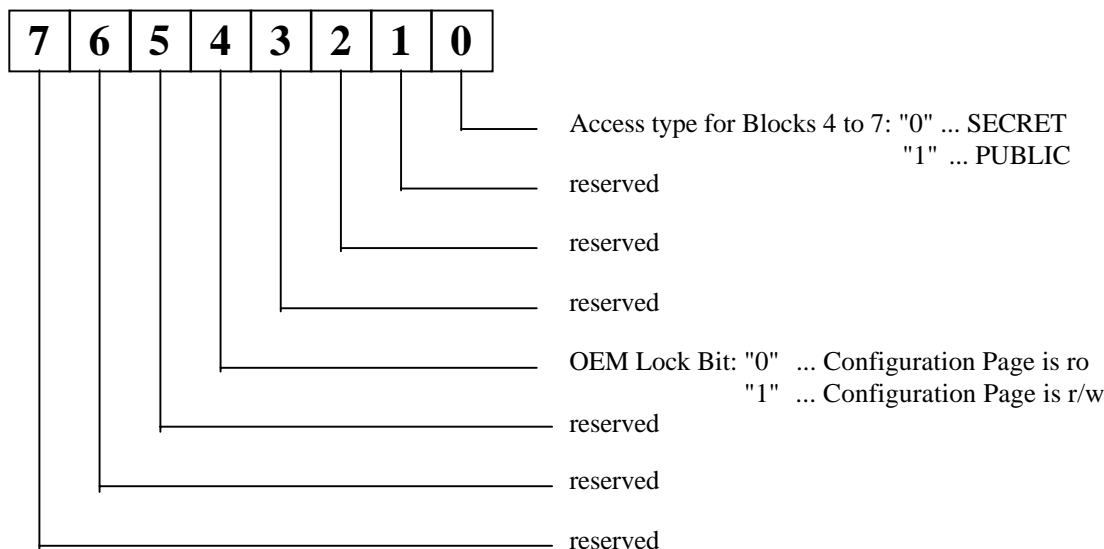 7 6 5 4 3 2 1 0
Access type for Blocks 4 to 7: "0" ... SECRET
"1" ... PUBLIC
reserved
reserved
reserved
OEM Lock Bit: "0" ... Configuration Page is ro
"1" ... Configuration Page is r/w
reserved
reserved
reserved